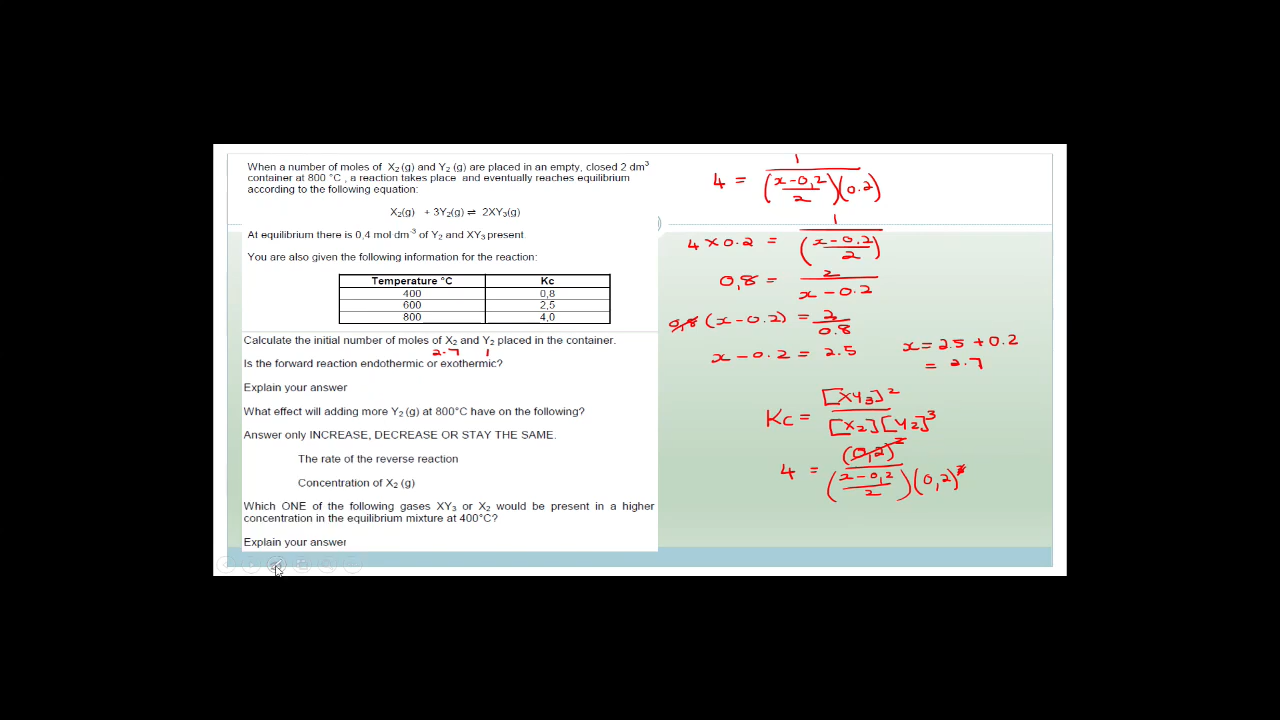 When a number of moles of X₂ (g) and Y₂ (g) are placed in an empty, closed 2 dm³
container at 800 °C , a reaction takes place and eventually reaches equilibrium
according to the following equation:
X₂(g) + 3Y₂(g) ⇌ 2XY₃(g)
At equilibrium there is 0,4 mol dm⁻³ of Y₂ and XY₃ present.
You are also given the following information for the reaction:
Temperature °C Kc
400 0,8
600 2,5
800 4,0
Calculate the initial number of moles of X₂ and Y₂ placed in the container.
2.7 1
Is the forward reaction endothermic or exothermic?
Explain your answer
What effect will adding more Y₂ (g) at 800°C have on the following?
Answer only INCREASE, DECREASE OR STAY THE SAME.
The rate of the reverse reaction
Concentration of X₂ (g)
Which ONE of the following gases XY₃ or X₂ would be present in a higher
concentration in the equilibrium mixture at 400°C?
Explain your answer
4 = 1 / ((x-0,2)/2)(0.2)
4 × 0.2 = 1 / ((x-0.2)/2)
0,8 = 2 / x-0.2
0,8 (x-0.2) = 2 / 0.8
x-0.2 = 2.5
x = 2.5 + 0.2
= 2.7
Kc = [XY₃]² / [X₂][Y₂]³
4 = (0,2)² / ((x-0,2)/2)(0,2)³